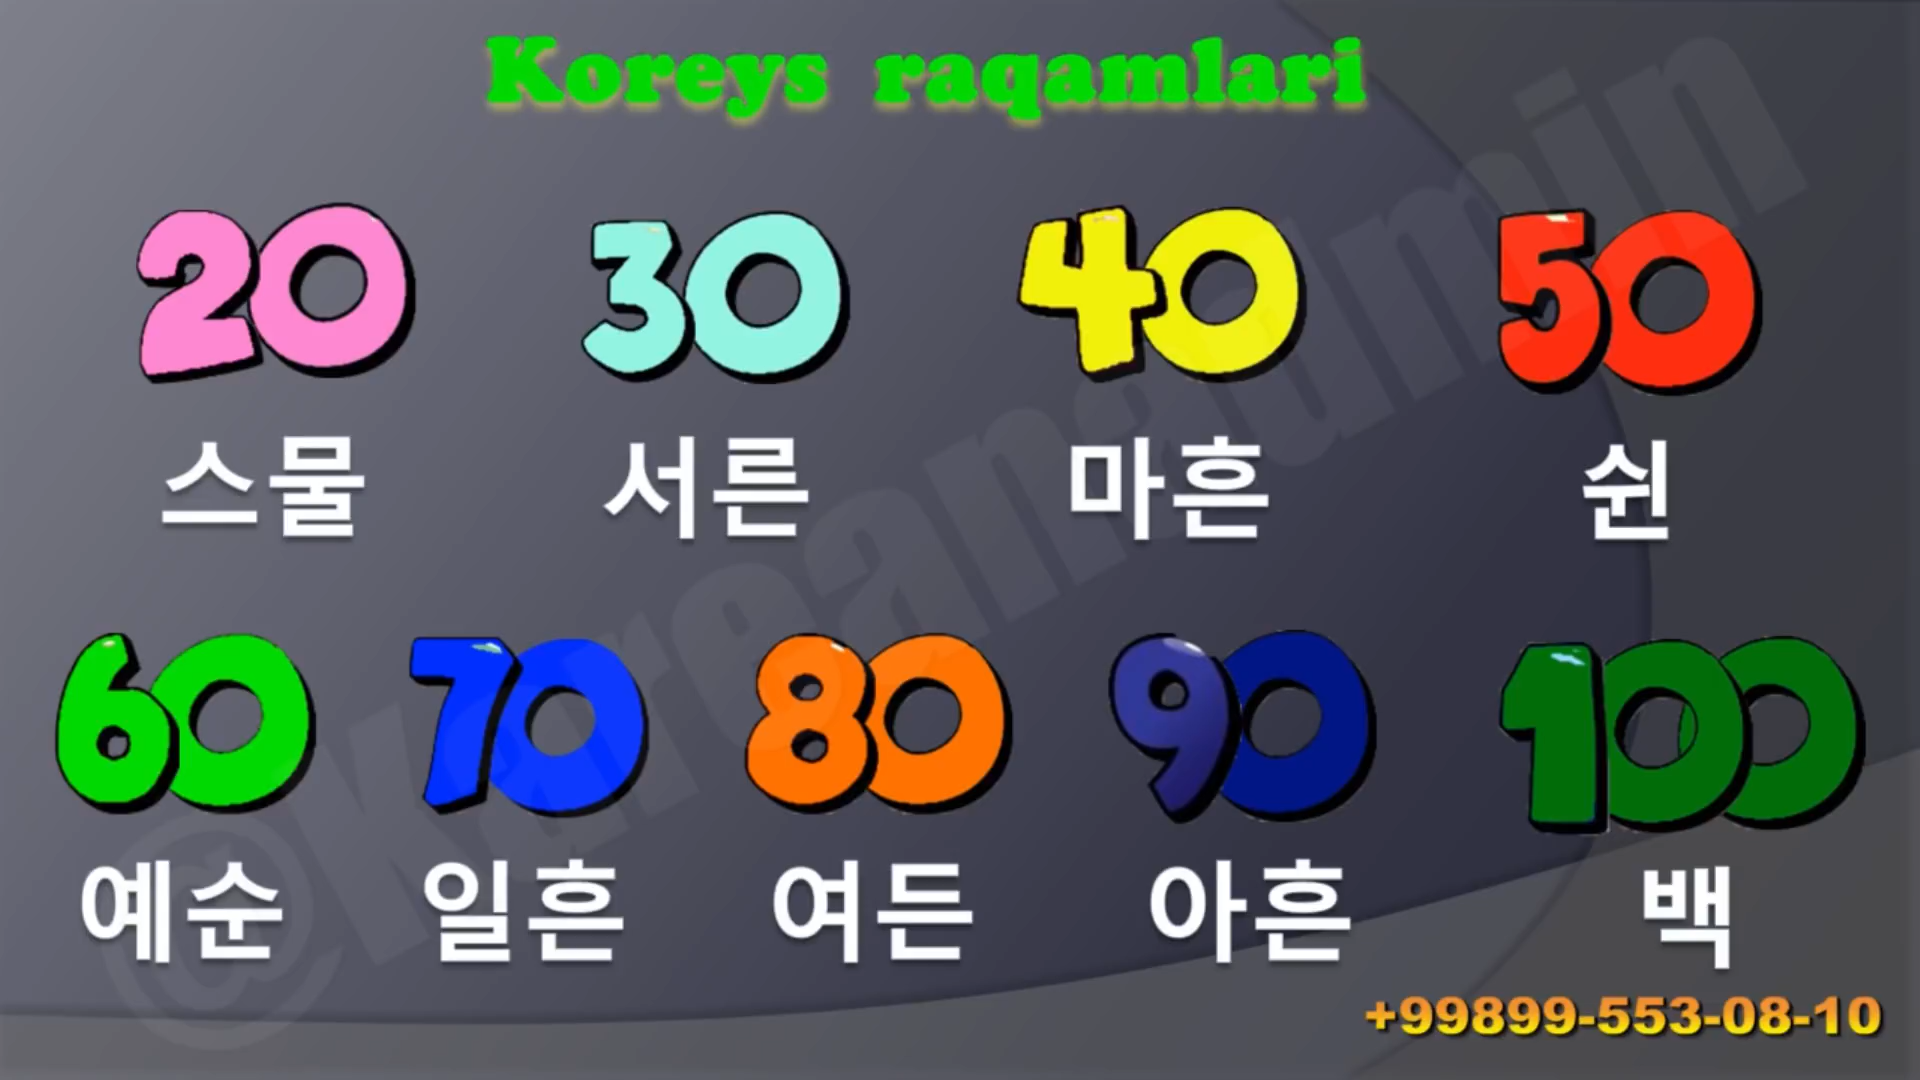 Koreys raqamlari
20 30 40 50
스물 서른 마흔 쉰
60 70 80 90 100
예순 일흔 여든 아흔 백
+99899-553-08-10
@Kareanadmin